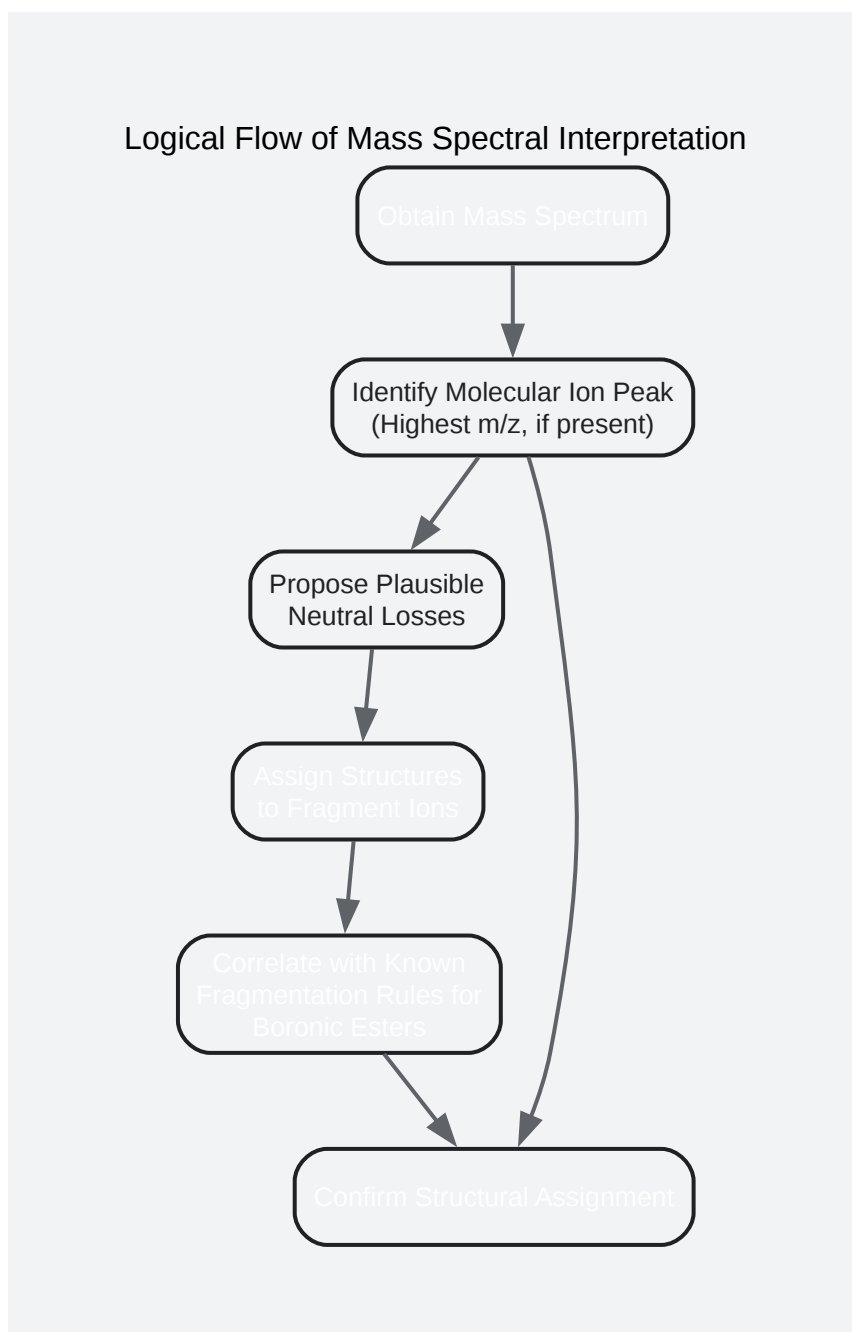 Logical Flow of Mass Spectral Interpretation
Obtain Mass Spectrum
Identify Molecular Ion Peak
(Highest m/z, if present)
Propose Plausible
Neutral Losses
Assign Structures
to Fragment Ions
Correlate with Known
Fragmentation Rules for
Boronic Esters
Confirm Structural Assignment